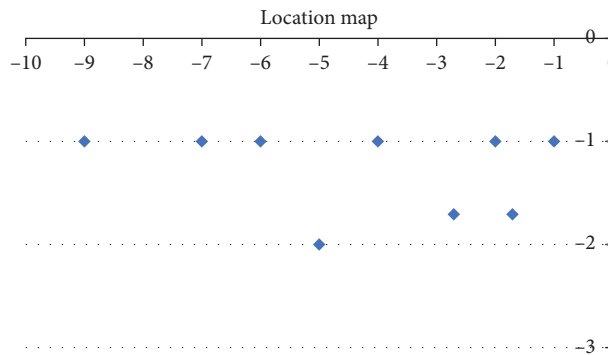 Location map
0
–10 –9 –8 –7 –6 –5 –4 –3 –2 –1
–1
–2
–3